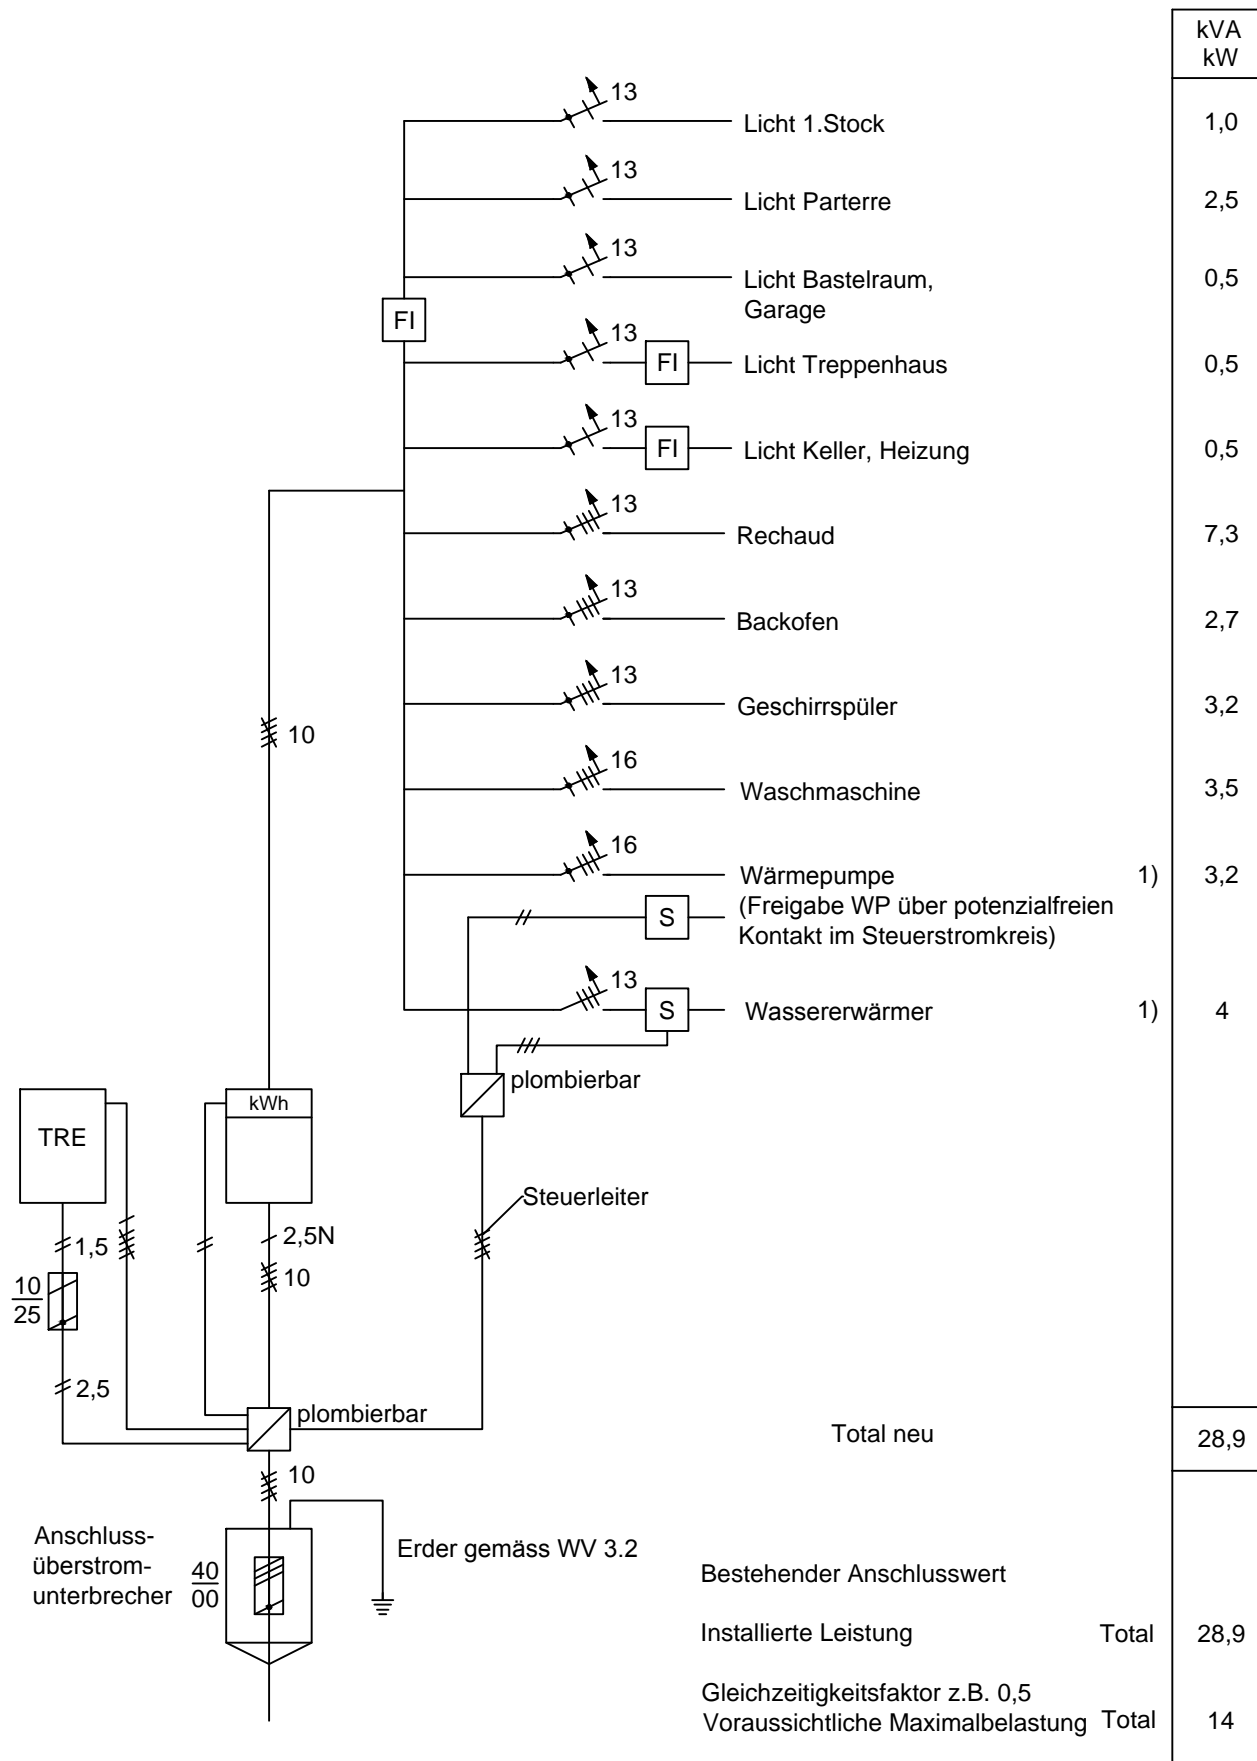 kVA
kW
13
Licht 1.Stock
1,0
13
Licht Parterre
2,5
13
Licht Bastelraum,
Garage
0,5
FI
13
FI
Licht Treppenhaus
0,5
13
FI
Licht Keller, Heizung
0,5
13
Rechaud
7,3
13
Backofen
2,7
13
Geschirrspüler
3,2
10
16
Waschmaschine
3,5
16
Wärmepumpe
1)
3,2
S
(Freigabe WP über potenzialfreien
Kontakt im Steuerstromkreis)
13
S
Wassererwärmer
1)
4
plombierbar
TRE
kWh
Steuerleiter
1,5
2,5N
10
10
25
2,5
plombierbar
Total neu
28,9
10
Anschluss-
überstrom-
unterbrecher
40
00
Erder gemäss WV 3.2
Bestehender Anschlusswert
Installierte Leistung
Total
28,9
Gleichzeitigkeitsfaktor z.B. 0,5
Voraussichtliche Maximalbelastung
Total
14